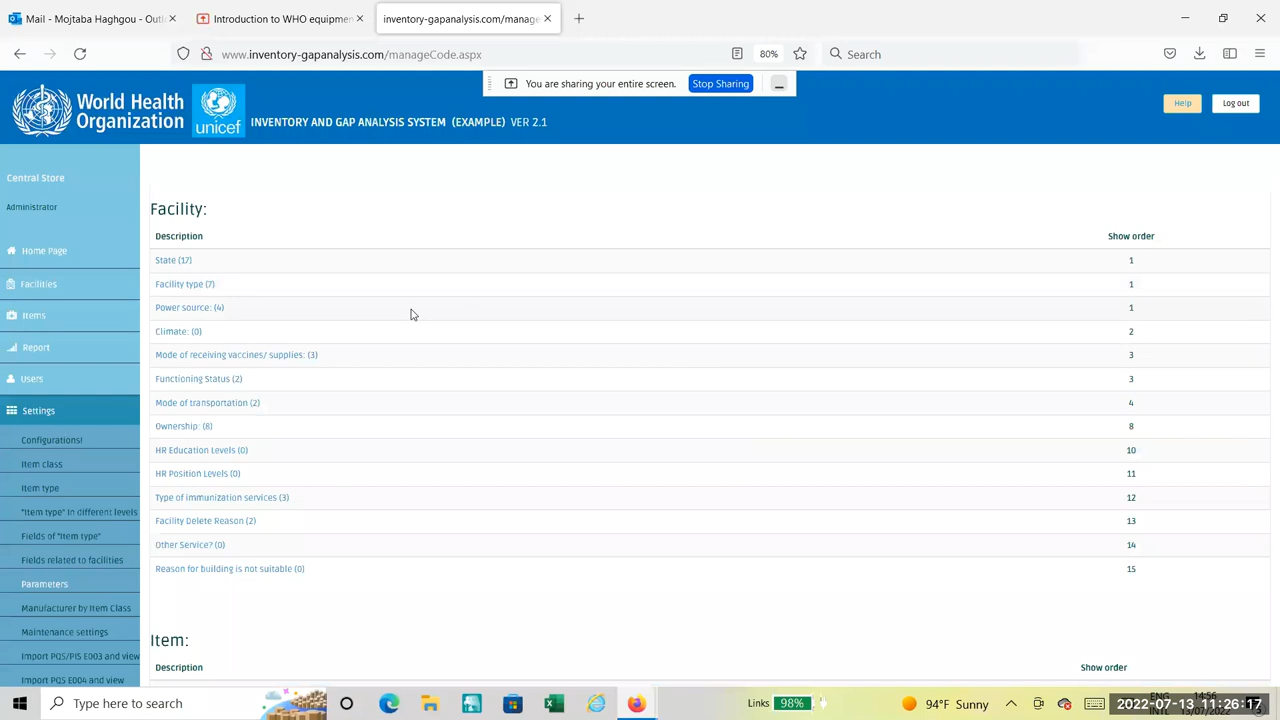 Mail - Mojtaba Haghgou - Outl
Introduction to WHO equipmen
inventory-gapanalysis.com/manage
www.inventory-gapanalysis.com/manageCode.aspx
80%
Search
You are sharing your entire screen.
Stop Sharing
World Health
Organization
unicef
INVENTORY AND GAP ANALYSIS SYSTEM (EXAMPLE) VER 2.1
Help
Log out
Central Store
Administrator
Home Page
Facilities
Items
Report
Users
Settings
Configurations!
Item class
Item type
"Item type" In different levels
Fields of "Item type"
Fields related to facilities
Parameters
Manufacturer by Item Class
Maintenance settings
Import PQS/PIS E003 and view
Import PQS E004 and view
Facility:
Description Show order
State (17) 1
Facility type (7) 1
Power source: (4) 1
Climate: (0) 2
Mode of receiving vaccines/ supplies: (3) 3
Functioning Status (2) 3
Mode of transportation (2) 4
Ownership: (8) 8
HR Education Levels (0) 10
HR Position Levels (0) 11
Type of immunization services (3) 12
Facility Delete Reason (2) 13
Other Service? (0) 14
Reason for building is not suitable (0) 15
Item:
Description Show order
Type here to search
Links 98%
94°F Sunny
2022-07-13 11:26:17